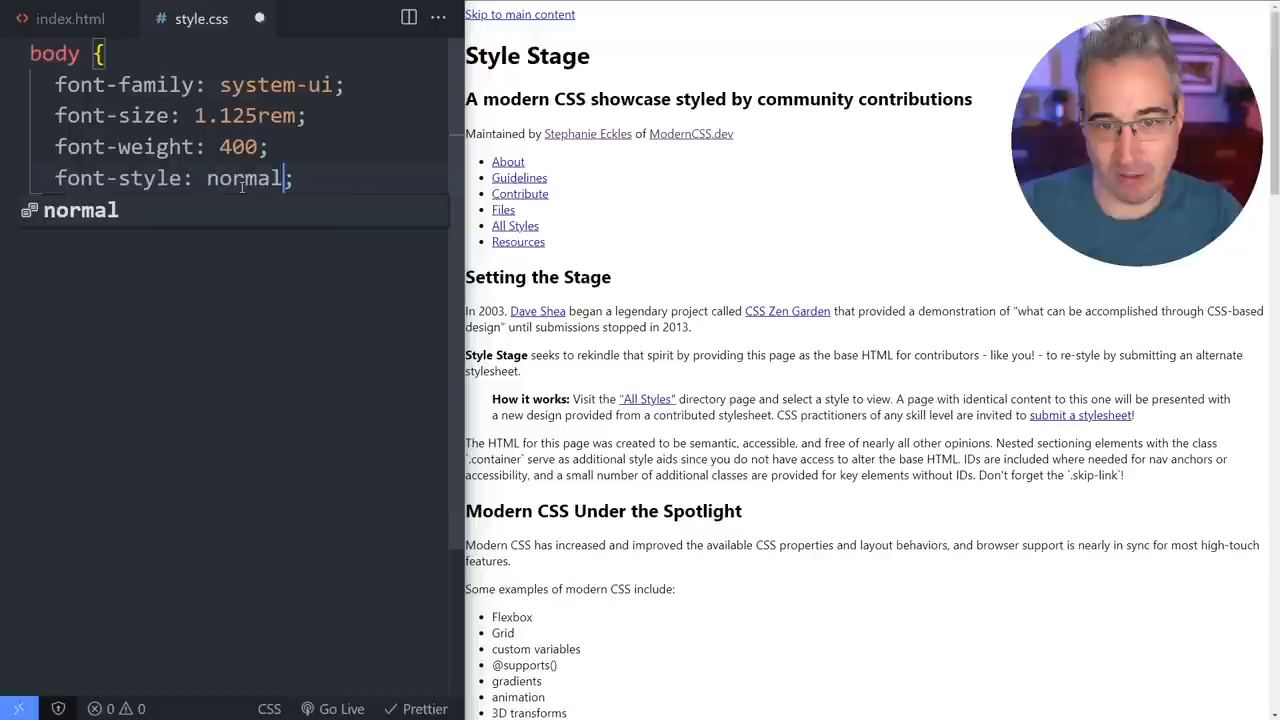 index.html
style.css
body {
font-family: system-ui;
font-size: 1.125rem;
font-weight: 400;
font-style: normal;
normal
0 0
CSS
Go Live
Prettier
Skip to main content
Style Stage
A modern CSS showcase styled by community contributions
Maintained by Stephanie Eckles of ModernCSS.dev
About
Guidelines
Contribute
Files
All Styles
Resources
Setting the Stage
In 2003, Dave Shea began a legendary project called CSS Zen Garden that provided a demonstration of "what can be accomplished through CSS-based
design" until submissions stopped in 2013.
Style Stage seeks to rekindle that spirit by providing this page as the base HTML for contributors - like you! - to re-style by submitting an alternate
stylesheet.
How it works: Visit the "All Styles" directory page and select a style to view. A page with identical content to this one will be presented with
a new design provided from a contributed stylesheet. CSS practitioners of any skill level are invited to submit a stylesheet!
The HTML for this page was created to be semantic, accessible, and free of nearly all other opinions. Nested sectioning elements with the class
`.container` serve as additional style aids since you do not have access to alter the base HTML. IDs are included where needed for nav anchors or
accessibility, and a small number of additional classes are provided for key elements without IDs. Don't forget the `.skip-link`!
Modern CSS Under the Spotlight
Modern CSS has increased and improved the available CSS properties and layout behaviors, and browser support is nearly in sync for most high-touch
features.
Some examples of modern CSS include:
Flexbox
Grid
custom variables
@supports()
gradients
animation
3D transforms